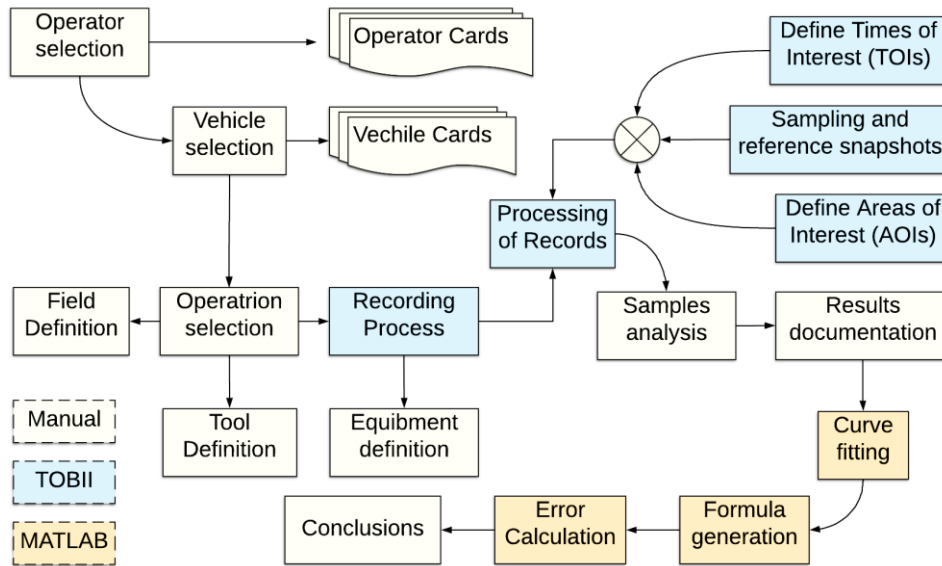 Operator
selection
Operator Cards
Define Times of
Interest (TOIs)
Vehicle
selection
Vechile Cards
Sampling and
reference snapshots
Processing
of Records
Define Areas of
Interest (AOIs)
Field
Definition
Operatrion
selection
Recording
Process
Samples
analysis
Results
documentation
Manual
Tool
Definition
Equibment
definition
Curve
fitting
TOBII
MATLAB
Conclusions
Error
Calculation
Formula
generation